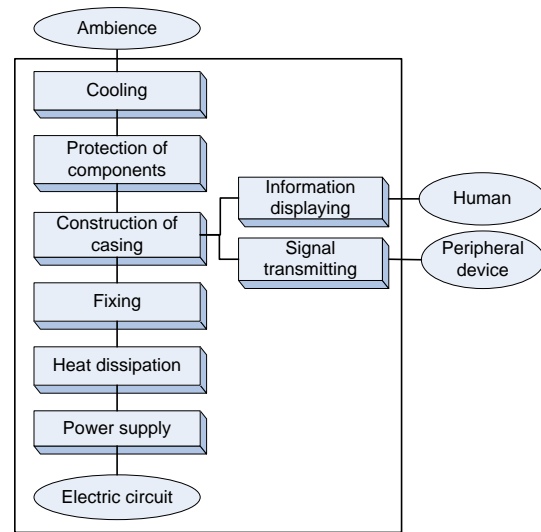 Ambience
Cooling
Protection of
components
Construction of
casing
Information
displaying
Human
Signal
transmitting
Peripheral
device
Fixing
Heat dissipation
Power supply
Electric circuit